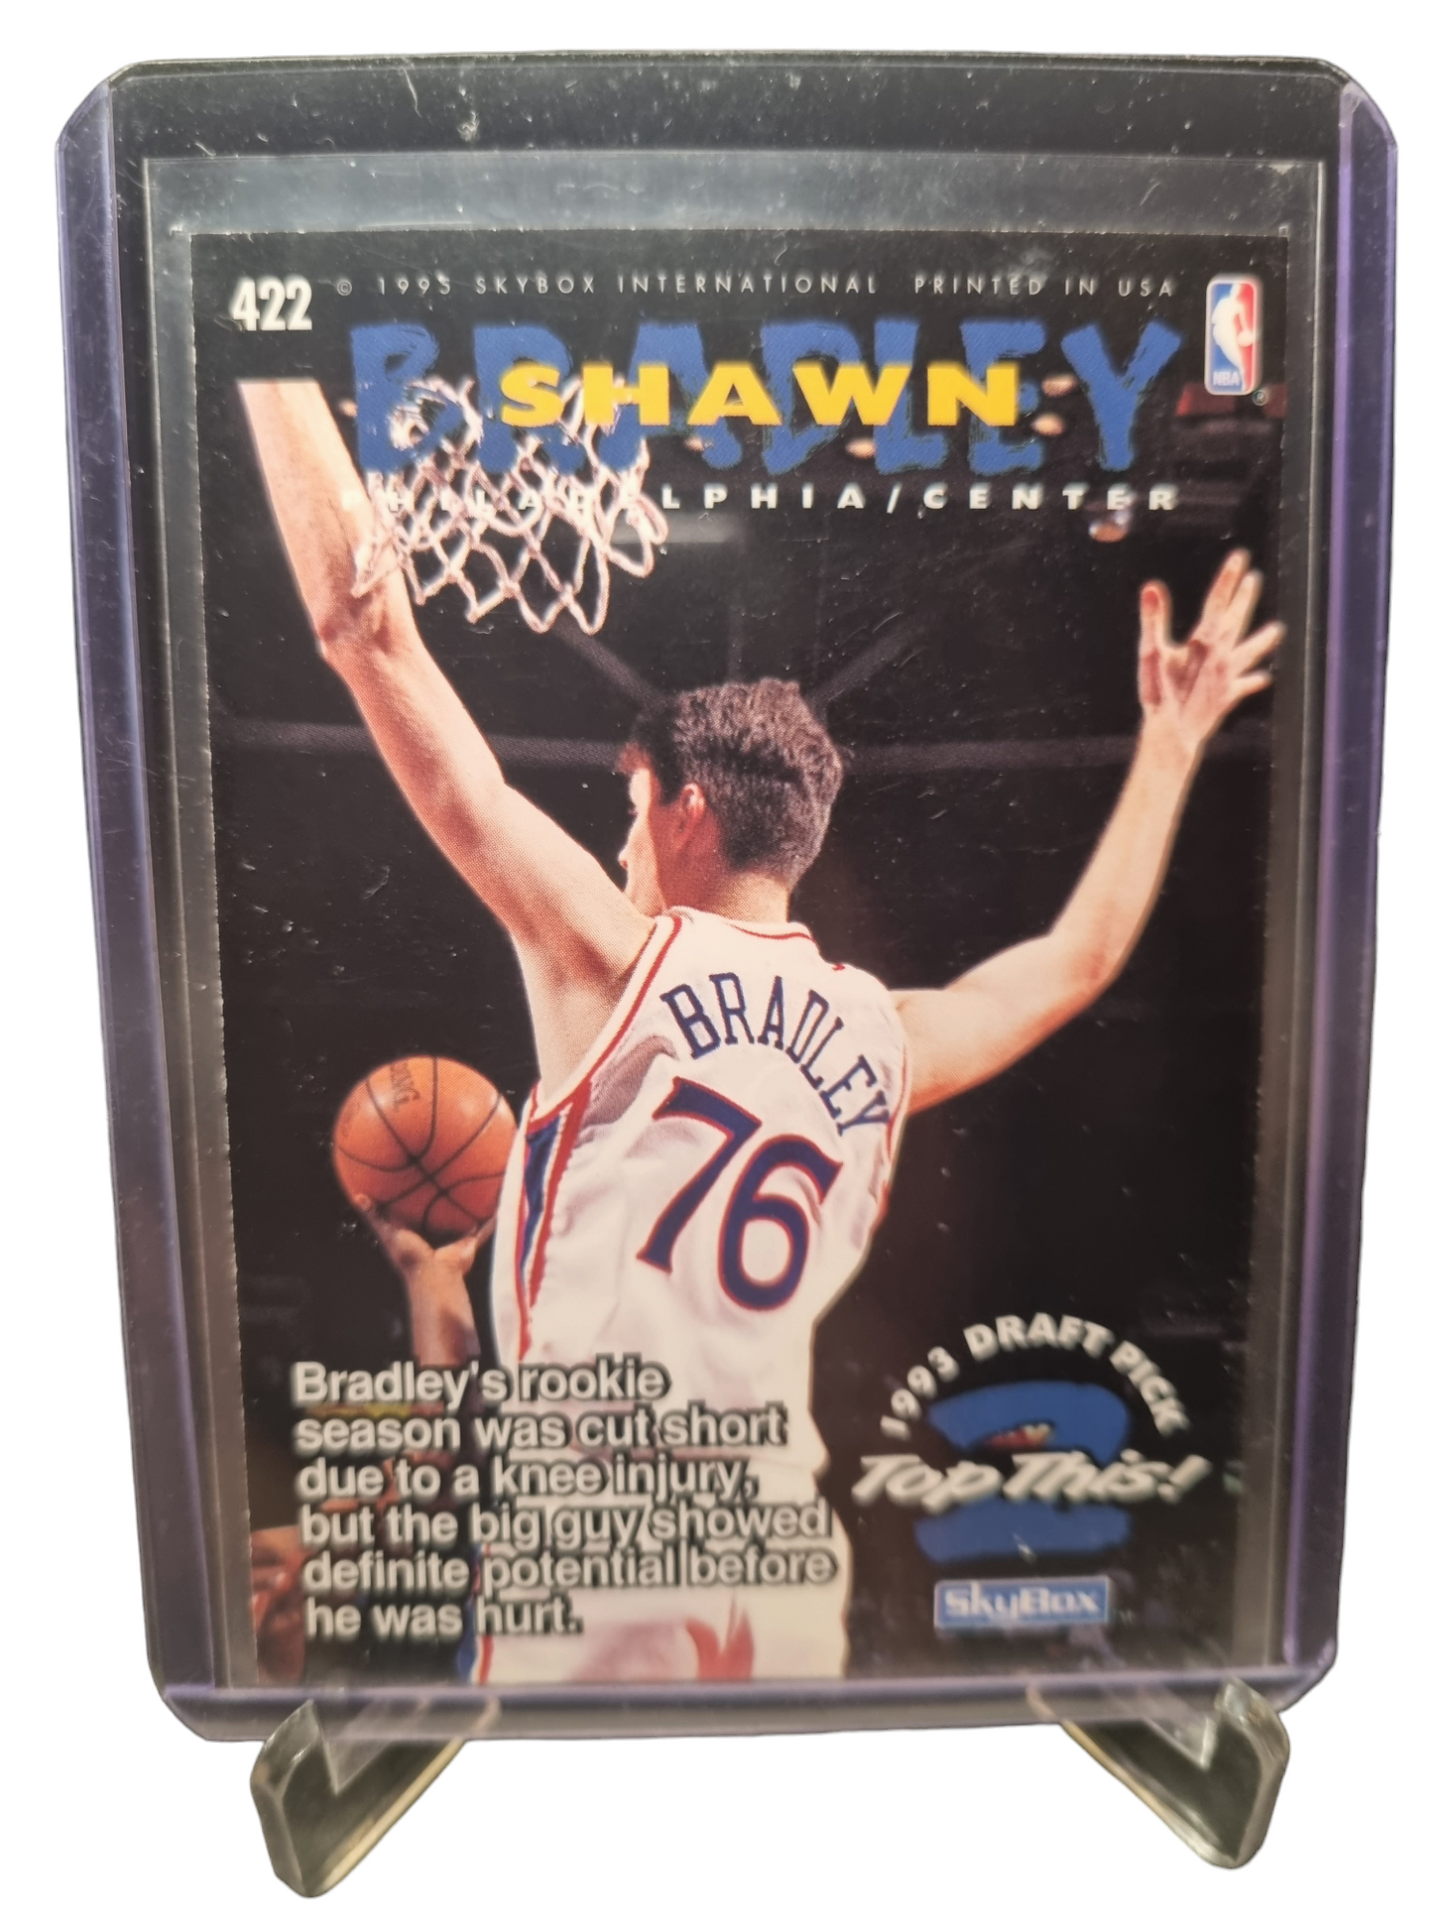 422
© 1995 SKYBOX INTERNATIONAL PRINTED IN USA
BRADLEY
SHAWN
PHILADELPHIA/CENTER
NBA
BRADLEY
76
Bradley's rookie
season was cut short
due to a knee injury,
but the big guy showed
definite potential before
he was hurt.
1993 DRAFT PICK
2
Top This!
SkyBox